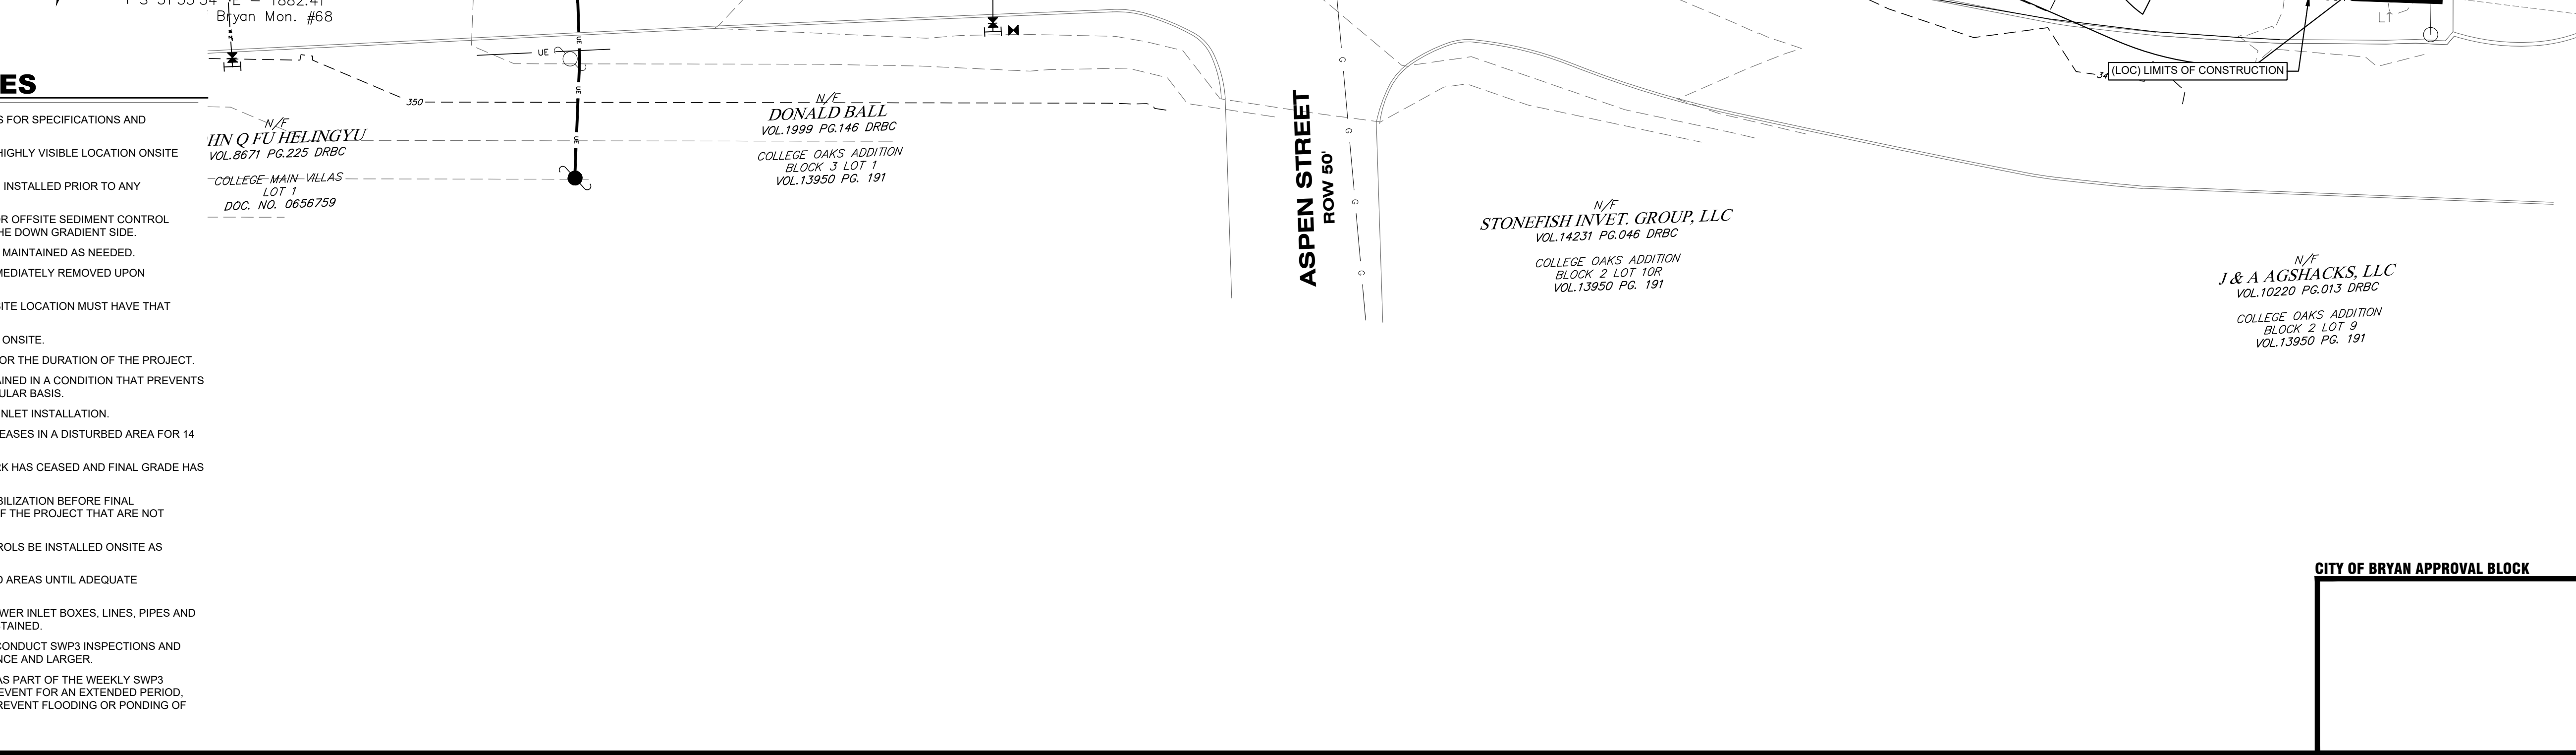 Bryan Mon. #68
ES
S FOR SPECIFICATIONS AND
HIGHLY VISIBLE LOCATION ONSITE
INSTALLED PRIOR TO ANY
OR OFFSITE SEDIMENT CONTROL
HE DOWN GRADIENT SIDE.
MAINTAINED AS NEEDED.
MEDIATELY REMOVED UPON
SITE LOCATION MUST HAVE THAT
ONSITE.
OR THE DURATION OF THE PROJECT.
AINED IN A CONDITION THAT PREVENTS
ULAR BASIS.
INLET INSTALLATION.
EASES IN A DISTURBED AREA FOR 14
RK HAS CEASED AND FINAL GRADE HAS
BILIZATION BEFORE FINAL
F THE PROJECT THAT ARE NOT
ROLS BE INSTALLED ONSITE AS
D AREAS UNTIL ADEQUATE
WER INLET BOXES, LINES, PIPES AND
TAINED.
CONDUCT SWP3 INSPECTIONS AND
NCE AND LARGER.
AS PART OF THE WEEKLY SWP3
EVENT FOR AN EXTENDED PERIOD,
REVENT FLOODING OR PONDING OF
N/F
HN Q FU HELINGYU
VOL.8671 PG.225 DRBC
COLLEGE MAIN VILLAS
LOT 1
DOC. NO. 0656759
350
UE
UE
UE
UE
N/F
DONALD BALL
VOL.1999 PG.146 DRBC
COLLEGE OAKS ADDITION
BLOCK 3 LOT 1
VOL.13950 PG. 191
ASPEN STREET
ROW 50'
G
G
G
G
N/F
STONEFISH INVET. GROUP, LLC
VOL.14231 PG.046 DRBC
COLLEGE OAKS ADDITION
BLOCK 2 LOT 10R
VOL.13950 PG. 191
L1
34
(LOC) LIMITS OF CONSTRUCTION
N/F
J & A AGSHACKS, LLC
VOL.10220 PG.013 DRBC
COLLEGE OAKS ADDITION
BLOCK 2 LOT 9
VOL.13950 PG. 191
CITY OF BRYAN APPROVAL BLOCK